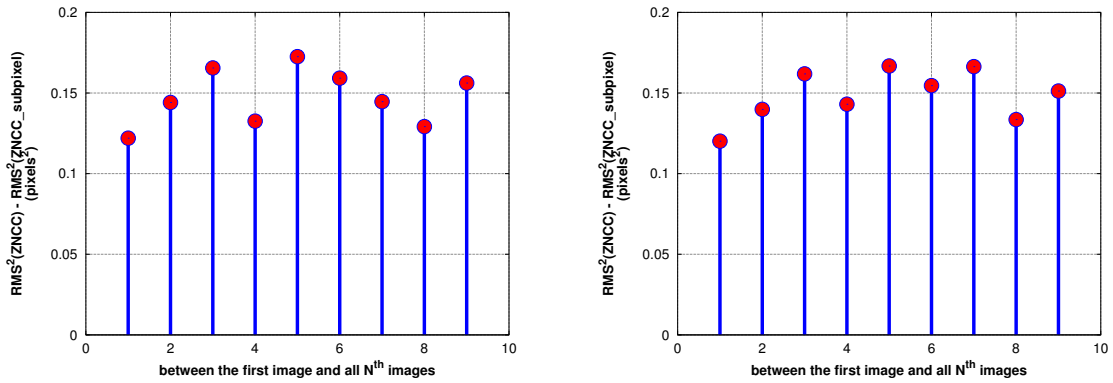 0.2
0.15
0.1
0.05
0
0 2 4 6 8 10
RMS²(ZNCC) - RMS²(ZNCC_subpixel)
(pixels²)
between the first image and all Nᵗʰ images
0.2
0.15
0.1
0.05
0
0 2 4 6 8 10
RMS²(ZNCC) - RMS²(ZNCC_subpixel)
(pixels²)
between the first image and all Nᵗʰ images